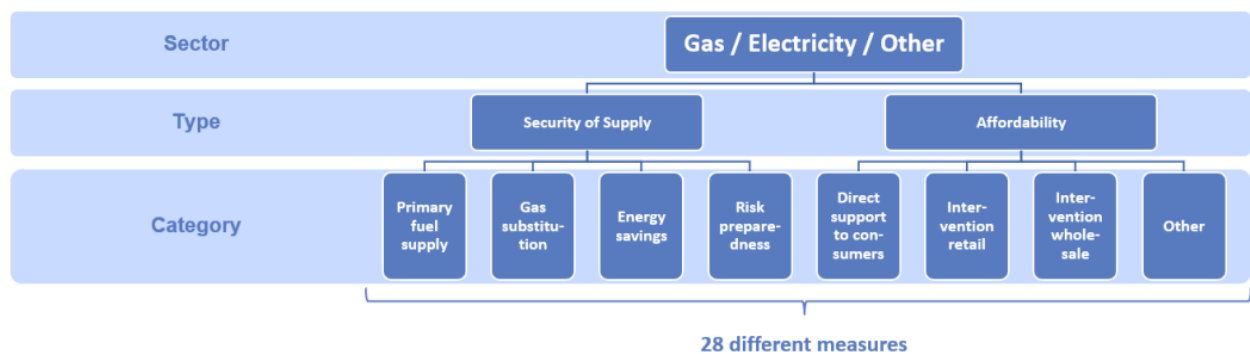 Sector
Gas / Electricity / Other
Type
Security of Supply
Affordability
Category
Primary
fuel
supply
Gas
substitu-
tion
Energy
savings
Risk
prepare-
dness
Direct
support
to con-
sumers
Inter-
vention
retail
Inter-
vention
whole-
sale
Other
28 different measures